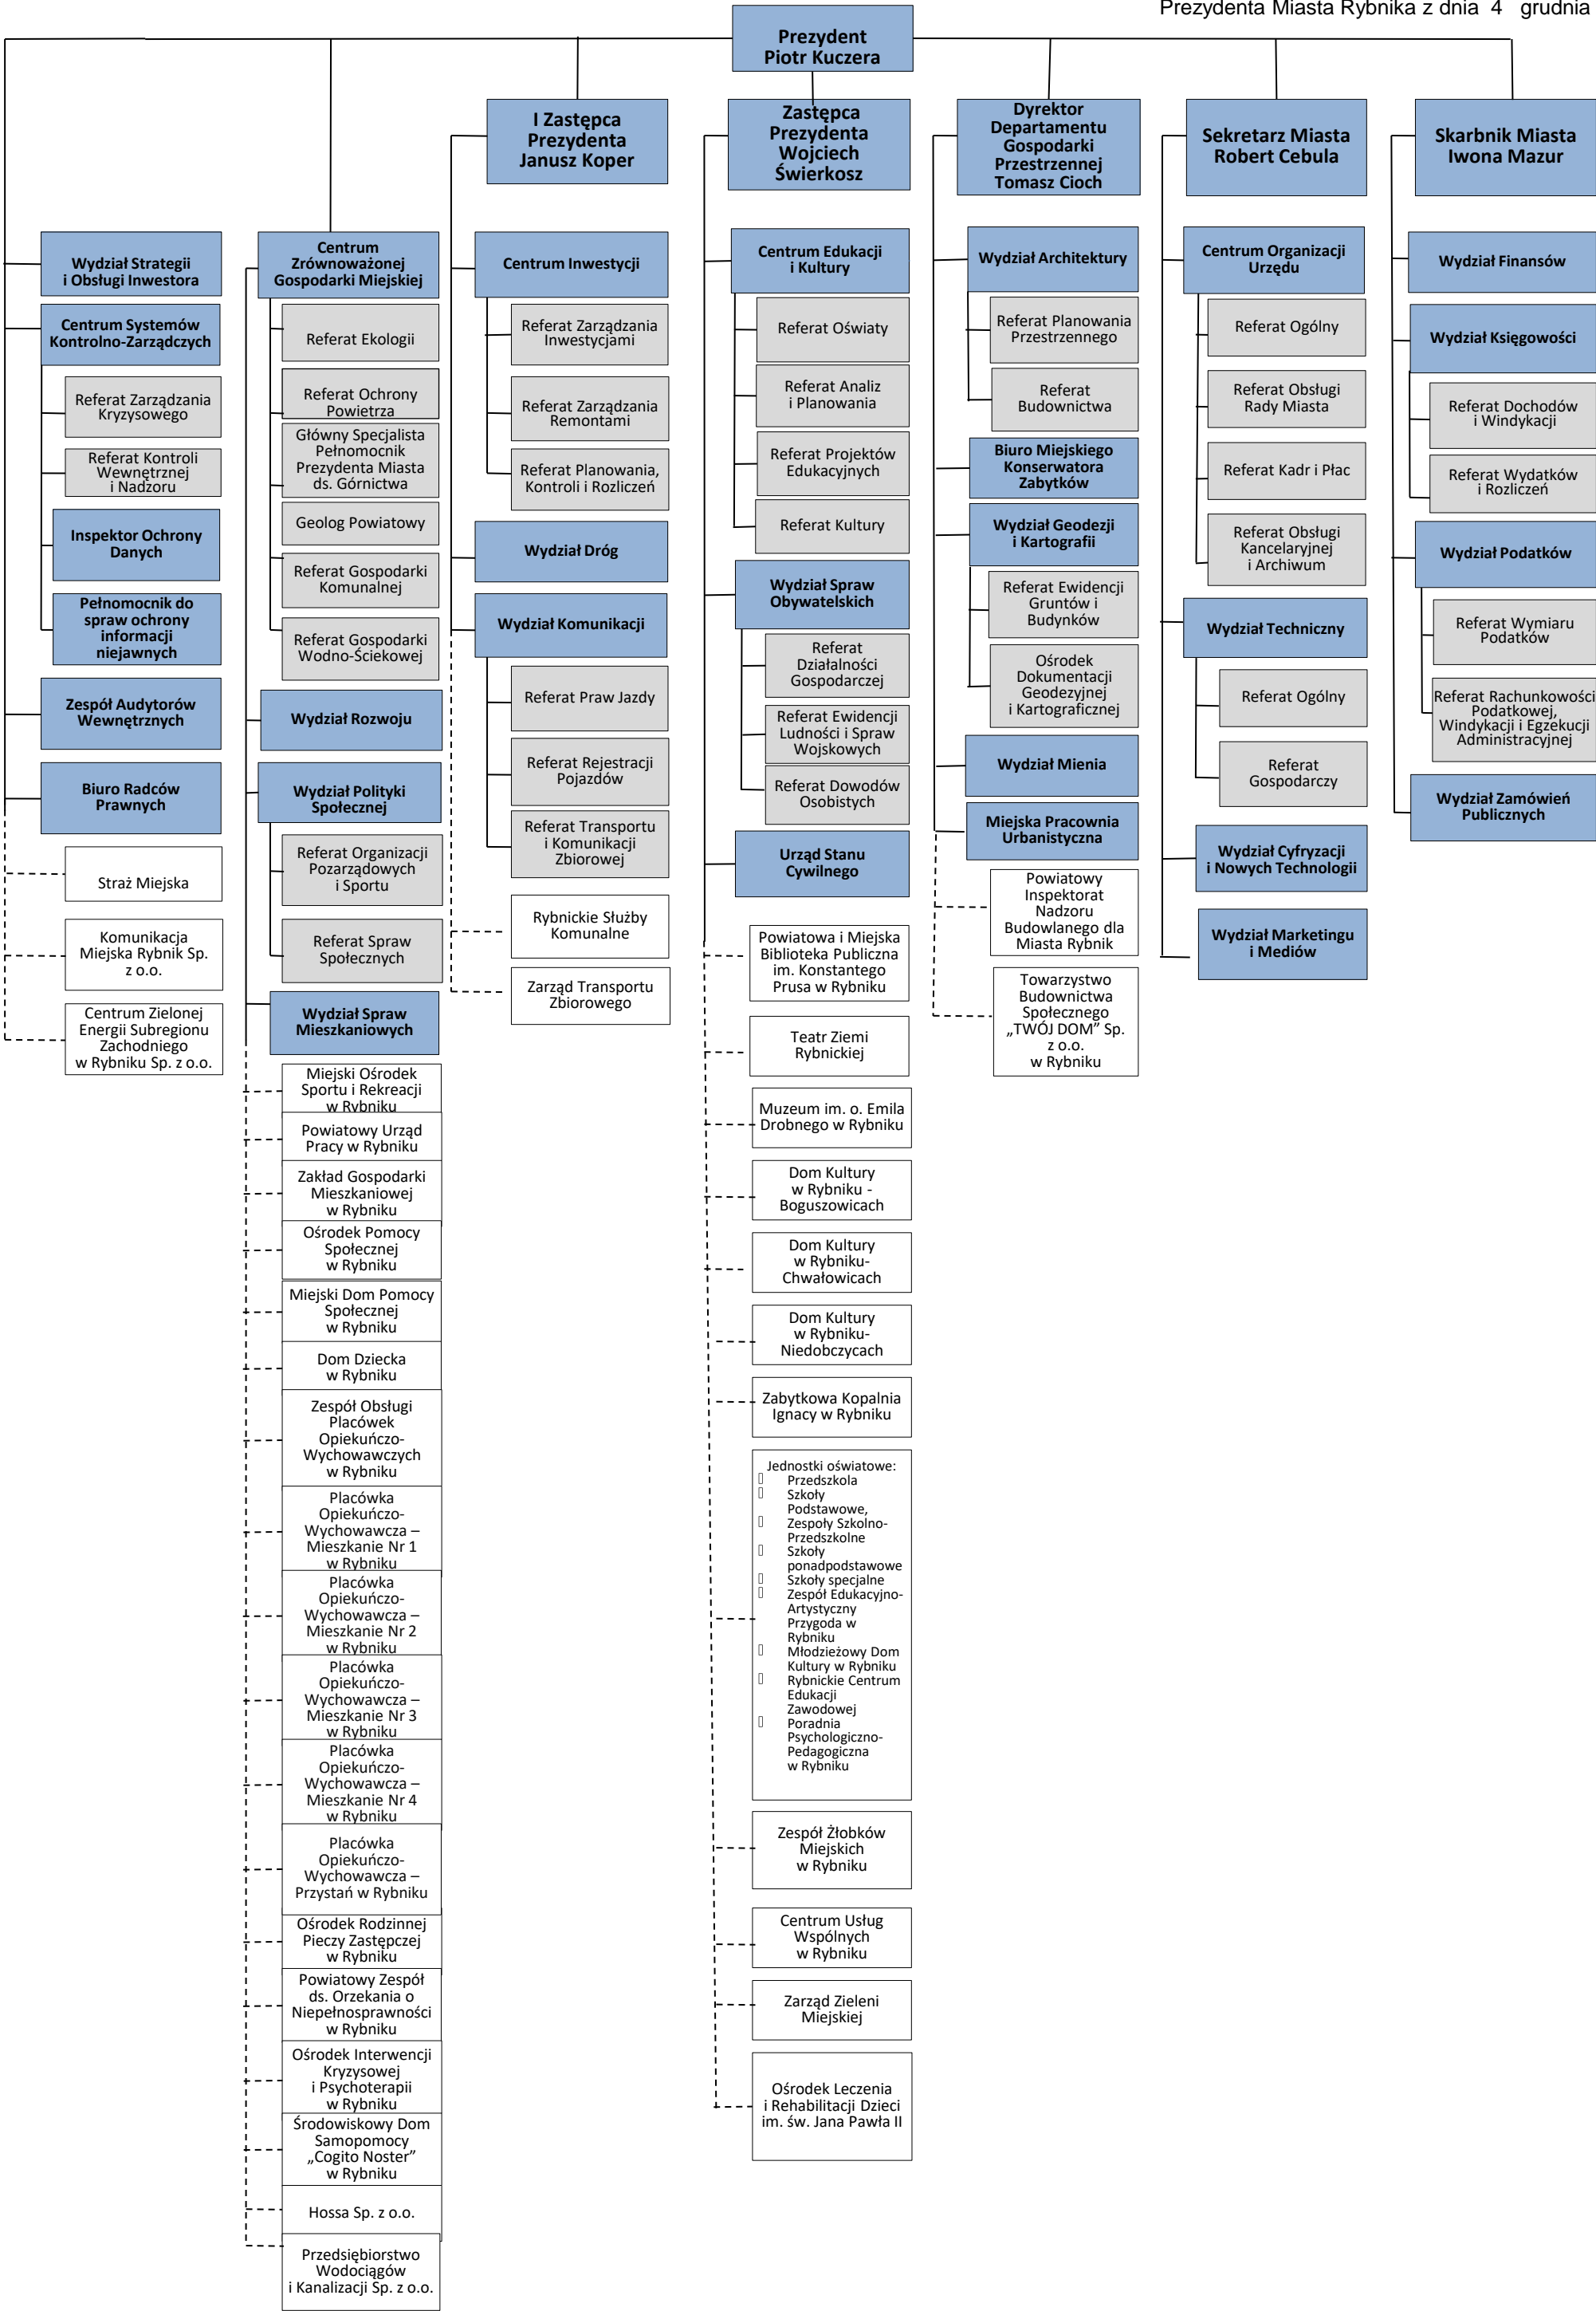 Prezydenta Miasta Rybnika z dnia 4 grudnia
Prezydent
Piotr Kuczera
I Zastępca
Prezydenta
Janusz Koper
Zastępca
Prezydenta
Wojciech
Świerkosz
Dyrektor
Departamentu
Gospodarki
Przestrzennej
Tomasz Cioch
Sekretarz Miasta
Robert Cebula
Skarbnik Miasta
Iwona Mazur
Wydział Strategii
i Obsługi Inwestora
Centrum Systemów
Kontrolno-Zarządczych
Referat Zarządzania
Kryzysowego
Referat Kontroli
Wewnętrznej
i Nadzoru
Inspektor Ochrony
Danych
Pełnomocnik do
spraw ochrony
informacji
niejawnych
Zespół Audytorów
Wewnętrznych
Biuro Radców
Prawnych
Straż Miejska
Komunikacja
Miejska Rybnik Sp.
z o.o.
Centrum Zielonej
Energii Subregionu
Zachodniego
w Rybniku Sp. z o.o.
Centrum
Zrównoważonej
Gospodarki Miejskiej
Referat Ekologii
Referat Ochrony
Powietrza
Główny Specjalista
Pełnomocnik
Prezydenta Miasta
ds. Górnictwa
Geolog Powiatowy
Referat Gospodarki
Komunalnej
Referat Gospodarki
Wodno-Ściekowej
Wydział Rozwoju
Wydział Polityki
Społecznej
Referat Organizacji
Pozarządowych
i Sportu
Referat Spraw
Społecznych
Wydział Spraw
Mieszkaniowych
Miejski Ośrodek
Sportu i Rekreacji
w Rybniku
Powiatowy Urząd
Pracy w Rybniku
Zakład Gospodarki
Mieszkaniowej
w Rybniku
Ośrodek Pomocy
Społecznej
w Rybniku
Miejski Dom Pomocy
Społecznej
w Rybniku
Dom Dziecka
w Rybniku
Zespół Obsługi
Placówek
Opiekuńczo-
Wychowawczych
w Rybniku
Placówka
Opiekuńczo-
Wychowawcza –
Mieszkanie Nr 1
w Rybniku
Placówka
Opiekuńczo-
Wychowawcza –
Mieszkanie Nr 2
w Rybniku
Placówka
Opiekuńczo-
Wychowawcza –
Mieszkanie Nr 3
w Rybniku
Placówka
Opiekuńczo-
Wychowawcza –
Mieszkanie Nr 4
w Rybniku
Placówka
Opiekuńczo-
Wychowawcza –
Przystań w Rybniku
Ośrodek Rodzinnej
Pieczy Zastępczej
w Rybniku
Powiatowy Zespół
ds. Orzekania o
Niepełnosprawności
w Rybniku
Ośrodek Interwencji
Kryzysowej
i Psychoterapii
w Rybniku
Środowiskowy Dom
Samopomocy
„Cogito Noster”
w Rybniku
Hossa Sp. z o.o.
Przedsiębiorstwo
Wodociągów
i Kanalizacji Sp. z o.o.
Centrum Inwestycji
Referat Zarządzania
Inwestycjami
Referat Zarządzania
Remontami
Referat Planowania,
Kontroli i Rozliczeń
Wydział Dróg
Wydział Komunikacji
Referat Praw Jazdy
Referat Rejestracji
Pojazdów
Referat Transportu
i Komunikacji
Zbiorowej
Rybnickie Służby
Komunalne
Zarząd Transportu
Zbiorowego
Centrum Edukacji
i Kultury
Referat Oświaty
Referat Analiz
i Planowania
Referat Projektów
Edukacyjnych
Referat Kultury
Wydział Spraw
Obywatelskich
Referat
Działalności
Gospodarczej
Referat Ewidencji
Ludności i Spraw
Wojskowych
Referat Dowodów
Osobistych
Urząd Stanu
Cywilnego
Powiatowa i Miejska
Biblioteka Publiczna
im. Konstantego
Prusa w Rybniku
Teatr Ziemi
Rybnickiej
Muzeum im. o. Emila
Drobnego w Rybniku
Dom Kultury
w Rybniku -
Boguszowicach
Dom Kultury
w Rybniku-
Chwałowicach
Dom Kultury
w Rybniku-
Niedobczycach
Zabytkowa Kopalnia
Ignacy w Rybniku
Jednostki oświatowe:
Przedszkola
Szkoły
Podstawowe,
Zespoły Szkolno-
Przedszkolne
Szkoły
ponadpodstawowe
Szkoły specjalne
Zespół Edukacyjno-
Artystyczny
Przygoda w
Rybniku
Młodzieżowy Dom
Kultury w Rybniku
Rybnickie Centrum
Edukacji
Zawodowej
Poradnia
Psychologiczno-
Pedagogiczna
w Rybniku
Zespół Żłobków
Miejskich
w Rybniku
Centrum Usług
Wspólnych
w Rybniku
Zarząd Zieleni
Miejskiej
Ośrodek Leczenia
i Rehabilitacji Dzieci
im. św. Jana Pawła II
Wydział Architektury
Referat Planowania
Przestrzennego
Referat
Budownictwa
Biuro Miejskiego
Konserwatora
Zabytków
Wydział Geodezji
i Kartografii
Referat Ewidencji
Gruntów i
Budynków
Ośrodek
Dokumentacji
Geodezyjnej
i Kartograficznej
Wydział Mienia
Miejska Pracownia
Urbanistyczna
Powiatowy
Inspektorat
Nadzoru
Budowlanego dla
Miasta Rybnik
Towarzystwo
Budownictwa
Społecznego
„TWÓJ DOM” Sp.
z o.o.
w Rybniku
Centrum Organizacji
Urzędu
Referat Ogólny
Referat Obsługi
Rady Miasta
Referat Kadr i Płac
Referat Obsługi
Kancelaryjnej
i Archiwum
Wydział Techniczny
Referat Ogólny
Referat
Gospodarczy
Wydział Cyfryzacji
i Nowych Technologii
Wydział Marketingu
i Mediów
Wydział Finansów
Wydział Księgowości
Referat Dochodów
i Windykacji
Referat Wydatków
i Rozliczeń
Wydział Podatków
Referat Wymiaru
Podatków
Referat Rachunkowości
Podatkowej,
Windykacji i Egzekucji
Administracyjnej
Wydział Zamówień
Publicznych